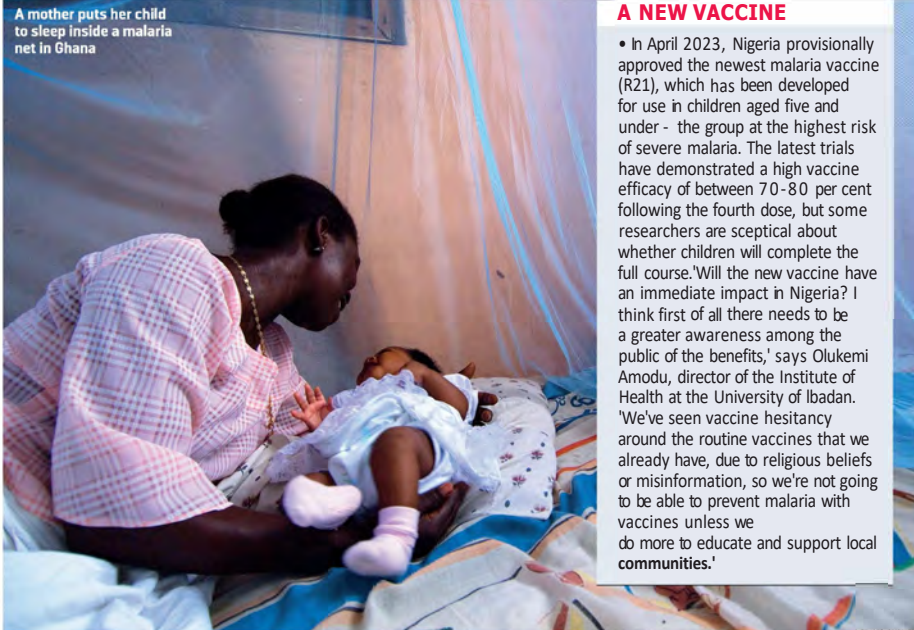 A mother puts her child
to sleep inside a malaria
net in Ghana
A NEW VACCINE
• In April 2023, Nigeria provisionally
approved the newest malaria vaccine
(R21), which has been developed
for use in children aged five and
under - the group at the highest risk
of severe malaria. The latest trials
have demonstrated a high vaccine
efficacy of between 70-80 per cent
following the fourth dose, but some
researchers are sceptical about
whether children will complete the
full course.'Will the new vaccine have
an immediate impact in Nigeria? I
think first of all there needs to be
a greater awareness among the
public of the benefits,' says Olukemi
Amodu, director of the Institute of
Health at the University of Ibadan.
'We've seen vaccine hesitancy
around the routine vaccines that we
already have, due to religious beliefs
or misinformation, so we're not going
to be able to prevent malaria with
vaccines unless we
do more to educate and support local
communities.'